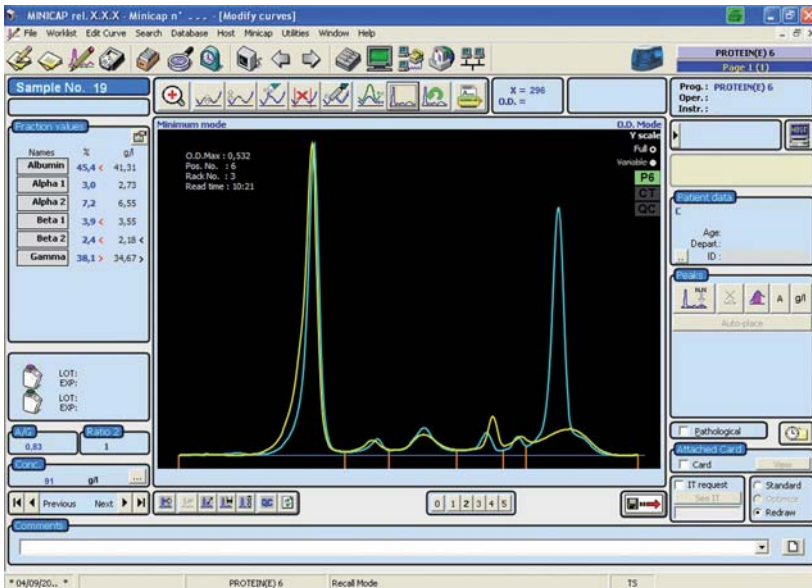 MINICAP rel. X.X.X - Minicap n° . ... - [Modify curves]
File Worklist Edit Curve Search Database Host Minicap Utilities Window Help
PROTEIN(E) 6
Page 1 (1)
Sample No. 19
X = 296
O.D. =
Prog.: PROTEIN(E) 6
Oper.:
Instr.:
HOST
Fraction values
Names % g/l
Albumin 45,4 < 41,31
Alpha 1 3,0 2,73
Alpha 2 7,2 6,55
Beta 1 3,9 < 3,55
Beta 2 2,4 < 2,18 <
Gamma 38,1 > 34,67 >
Minimum mode
O.D. Mode
O.D.Max : 0,532
Pos. No. : 6
Rack No. : 3
Read time : 10:21
Y scale
Full
Variable
P6
CT
QC
Patient data
C
Age:
Depart.:
.. ID :
Peaks
A g/l
Auto-place
LOT:
EXP:
LOT:
EXP:
A/G Ratio 2
0,83 1
Conc.
91 g/l ...
Pathological
Attached Card
Card View
IT request
See IT
Standard
Optimize
Redraw
Previous Next
QC
0 1 2 3 4 5
Comments
* 04/09/20.. * PROTEIN(E) 6 Recall Mode TS